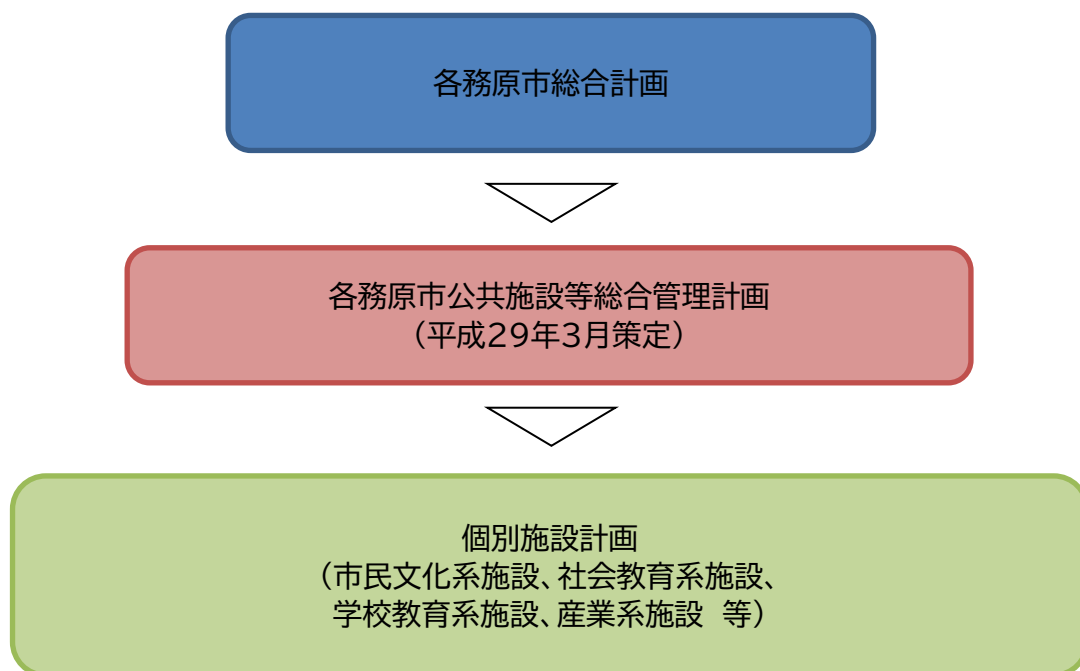 各務原市総合計画
各務原市公共施設等総合管理計画
（平成29年3月策定）
個別施設計画
（市民文化系施設、社会教育系施設、
学校教育系施設、産業系施設　等）